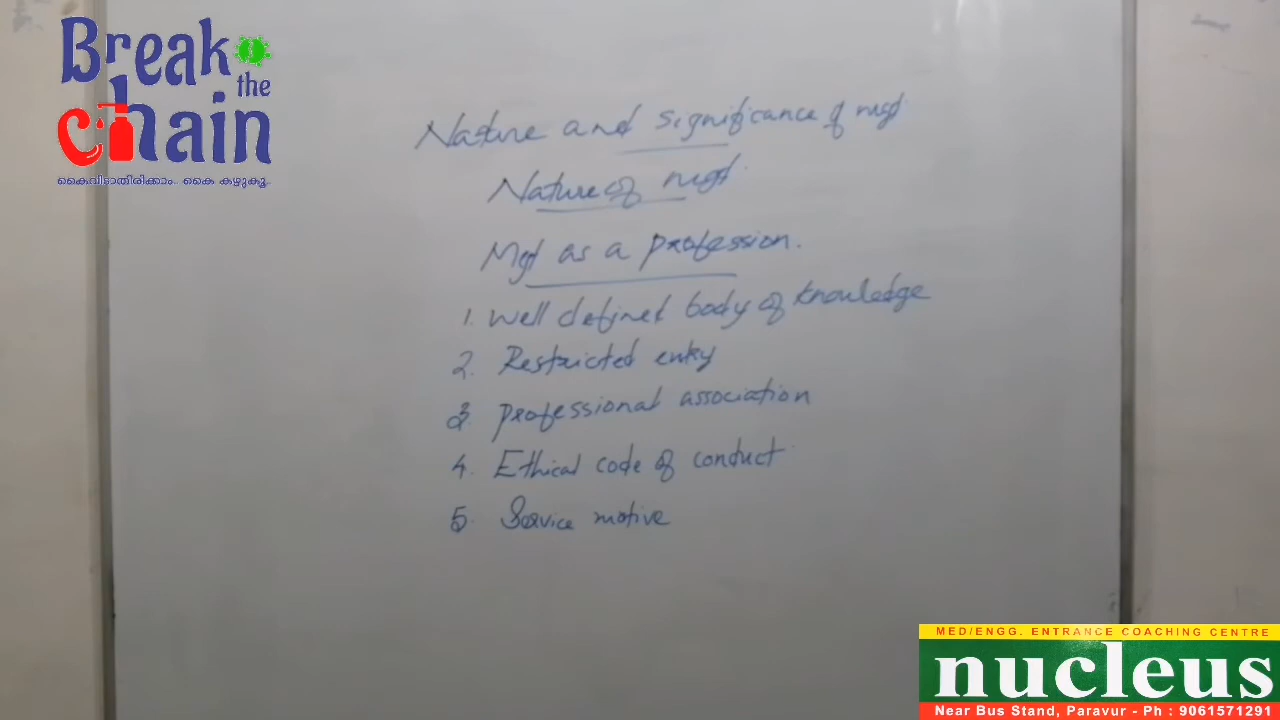 Break
the
chain
കൈവിടാതിരിക്കാം.. കൈ കഴുകൂ..
Nature and significance of mgt
Nature of mgt.
Mgt as a profession.
1. Well defined body of knowledge
2. Restricted entry
3 professional association
4. Ethical code of conduct
5. Service motive
MED/ENGG. ENTRANCE COACHING CENTRE
nucleus
Near Bus Stand, Paravur - Ph : 9061571291